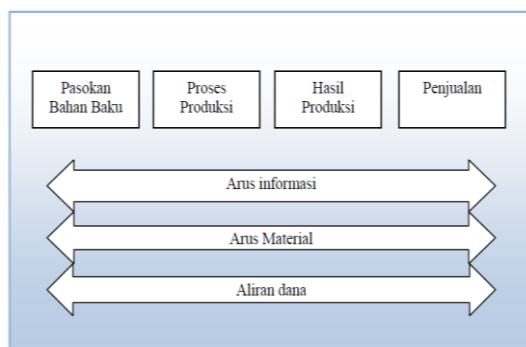 Pasokan
Bahan Baku
Proses
Produksi
Hasil
Produksi
Penjualan
Arus informasi
Arus Material
Aliran dana